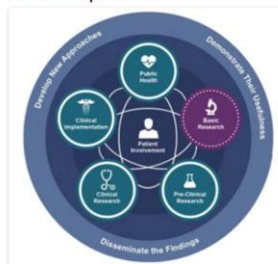 Develop New Approaches
Demonstrate Their Usefulness
Public
Health
Clinical
Implementation
Basic
Research
Patient
Involvement
Clinical
Research
Pre-Clinical
Research
Disseminate the Findings